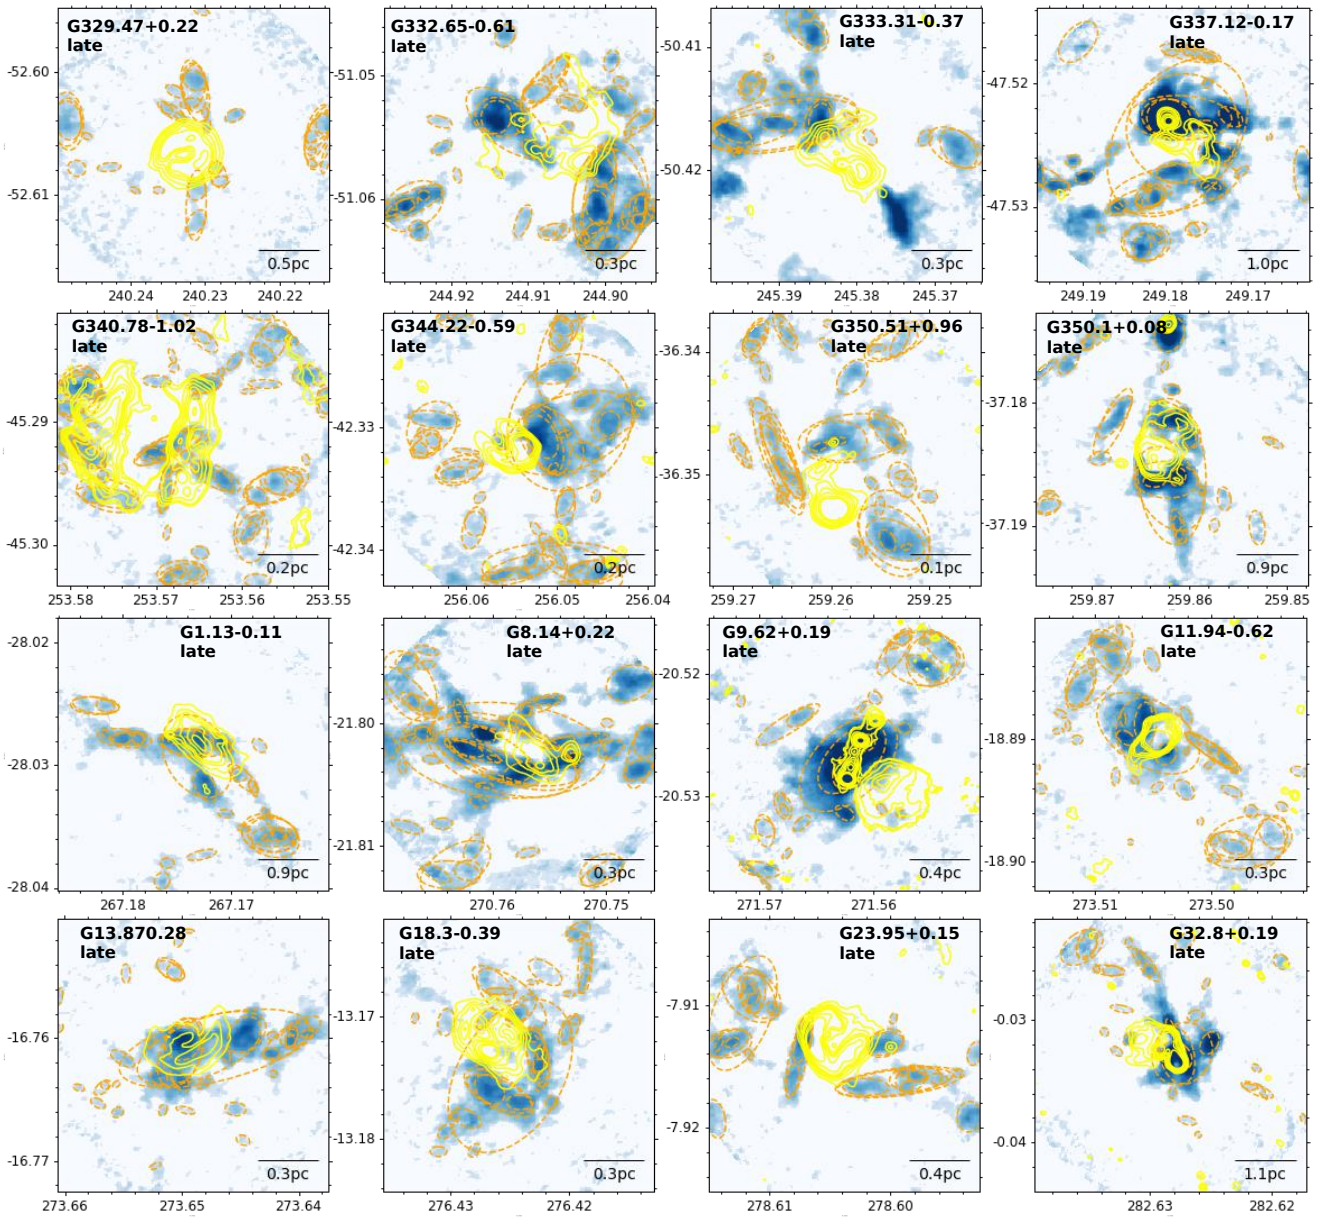 G329.47+0.22
late
-52.60
-52.61
0.5pc
240.24 240.23 240.22
G332.65-0.61
late
-51.05
-51.06
0.3pc
244.92 244.91 244.90
G333.31-0.37
late
-50.41
-50.42
0.3pc
245.39 245.38 245.37
G337.12-0.17
late
-47.52
-47.53
1.0pc
249.19 249.18 249.17
G340.78-1.02
late
-45.29
-45.30
0.2pc
253.58 253.57 253.56 253.55
G344.22-0.59
late
-42.33
-42.34
0.2pc
256.06 256.05 256.04
G350.51+0.96
late
-36.34
-36.35
0.1pc
259.27 259.26 259.25
G350.1+0.08
late
-37.18
-37.19
0.9pc
259.87 259.86 259.85
G1.13-0.11
late
-28.02
-28.03
-28.04
0.9pc
267.18 267.17
G8.14+0.22
late
-21.80
-21.81
0.3pc
270.76 270.75
G9.62+0.19
late
-20.52
-20.53
0.4pc
271.57 271.56
G11.94-0.62
late
-18.89
-18.90
0.3pc
273.51 273.50
G13.870.28
late
-16.76
-16.77
0.3pc
273.66 273.65 273.64
G18.3-0.39
late
-13.17
-13.18
0.3pc
276.43 276.42
G23.95+0.15
late
-7.91
-7.92
0.4pc
278.61 278.60
G32.8+0.19
late
-0.03
-0.04
1.1pc
282.63 282.62